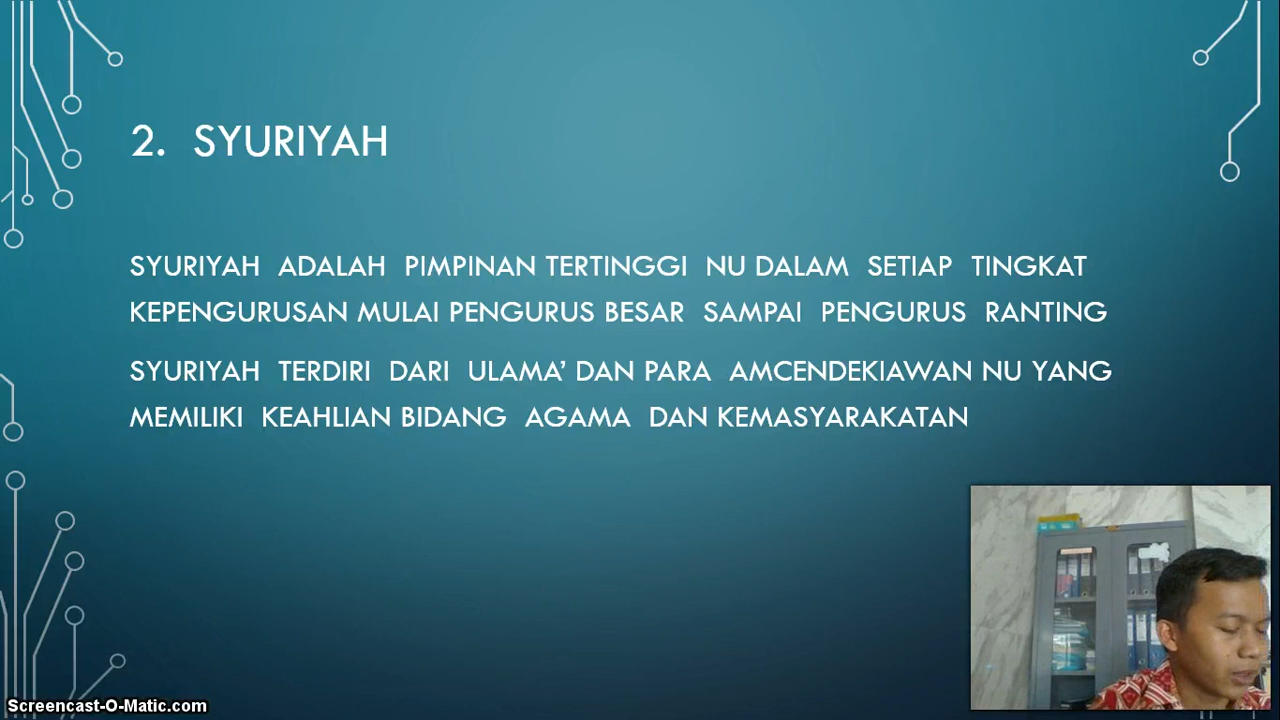 2. SYURIYAH
SYURIYAH ADALAH PIMPINAN TERTINGGI NU DALAM SETIAP TINGKAT
KEPENGURUSAN MULAI PENGURUS BESAR SAMPAI PENGURUS RANTING
SYURIYAH TERDIRI DARI ULAMA’ DAN PARA AMCENDEKIAWAN NU YANG
MEMILIKI KEAHLIAN BIDANG AGAMA DAN KEMASYARAKATAN
Screencast-O-Matic.com